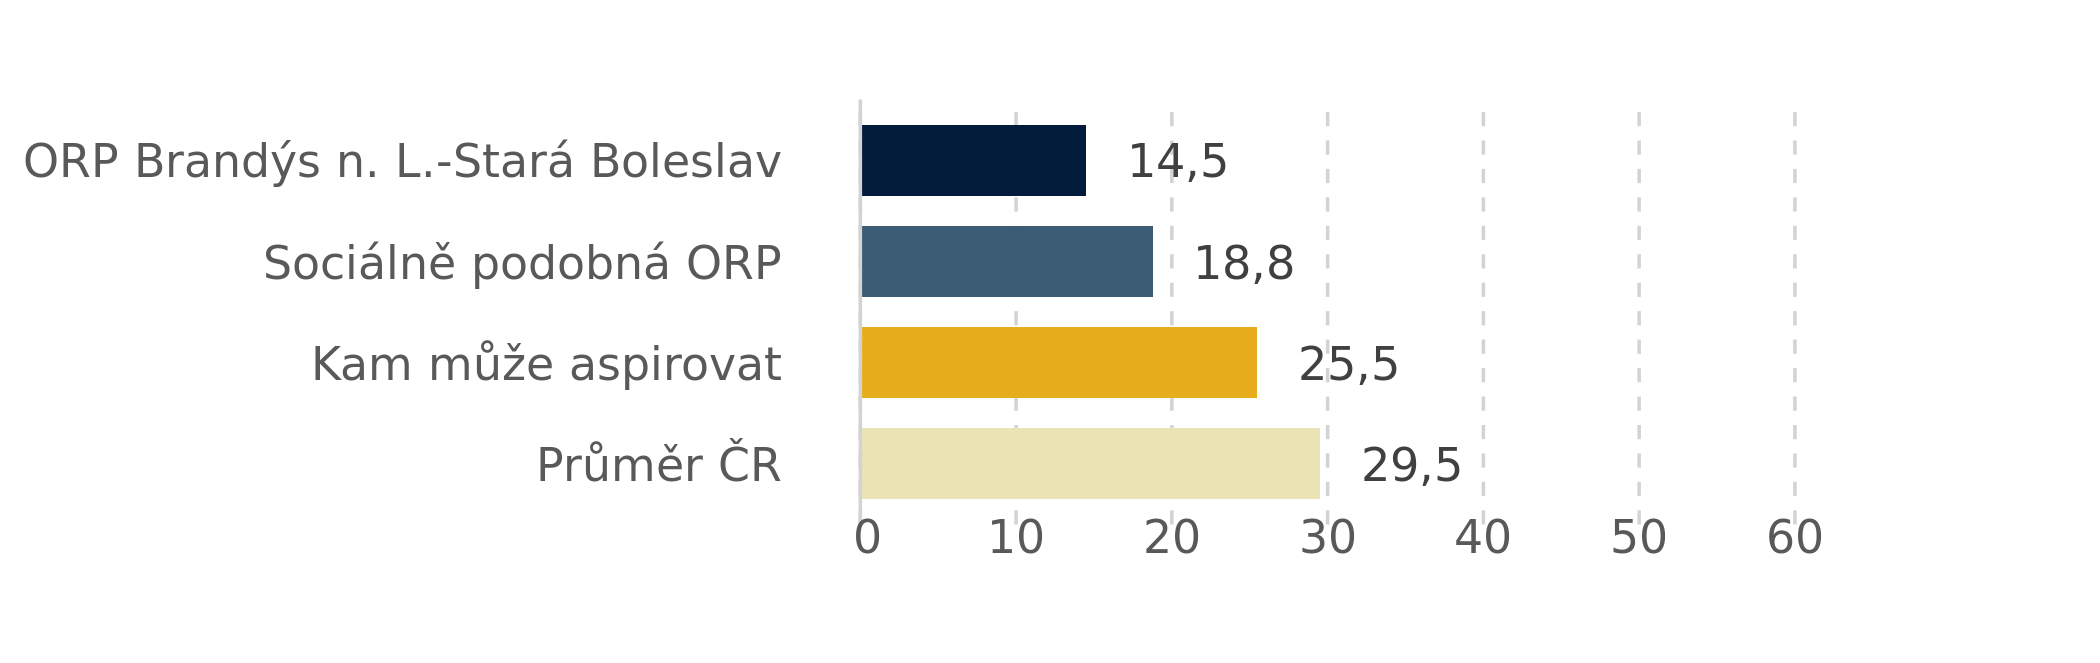 ORP Brandýs n. L.-Stará Boleslav 14,5
Sociálně podobná ORP 18,8
Kam může aspirovat 25,5
Průměr ČR 29,5
0 10 20 30 40 50 60